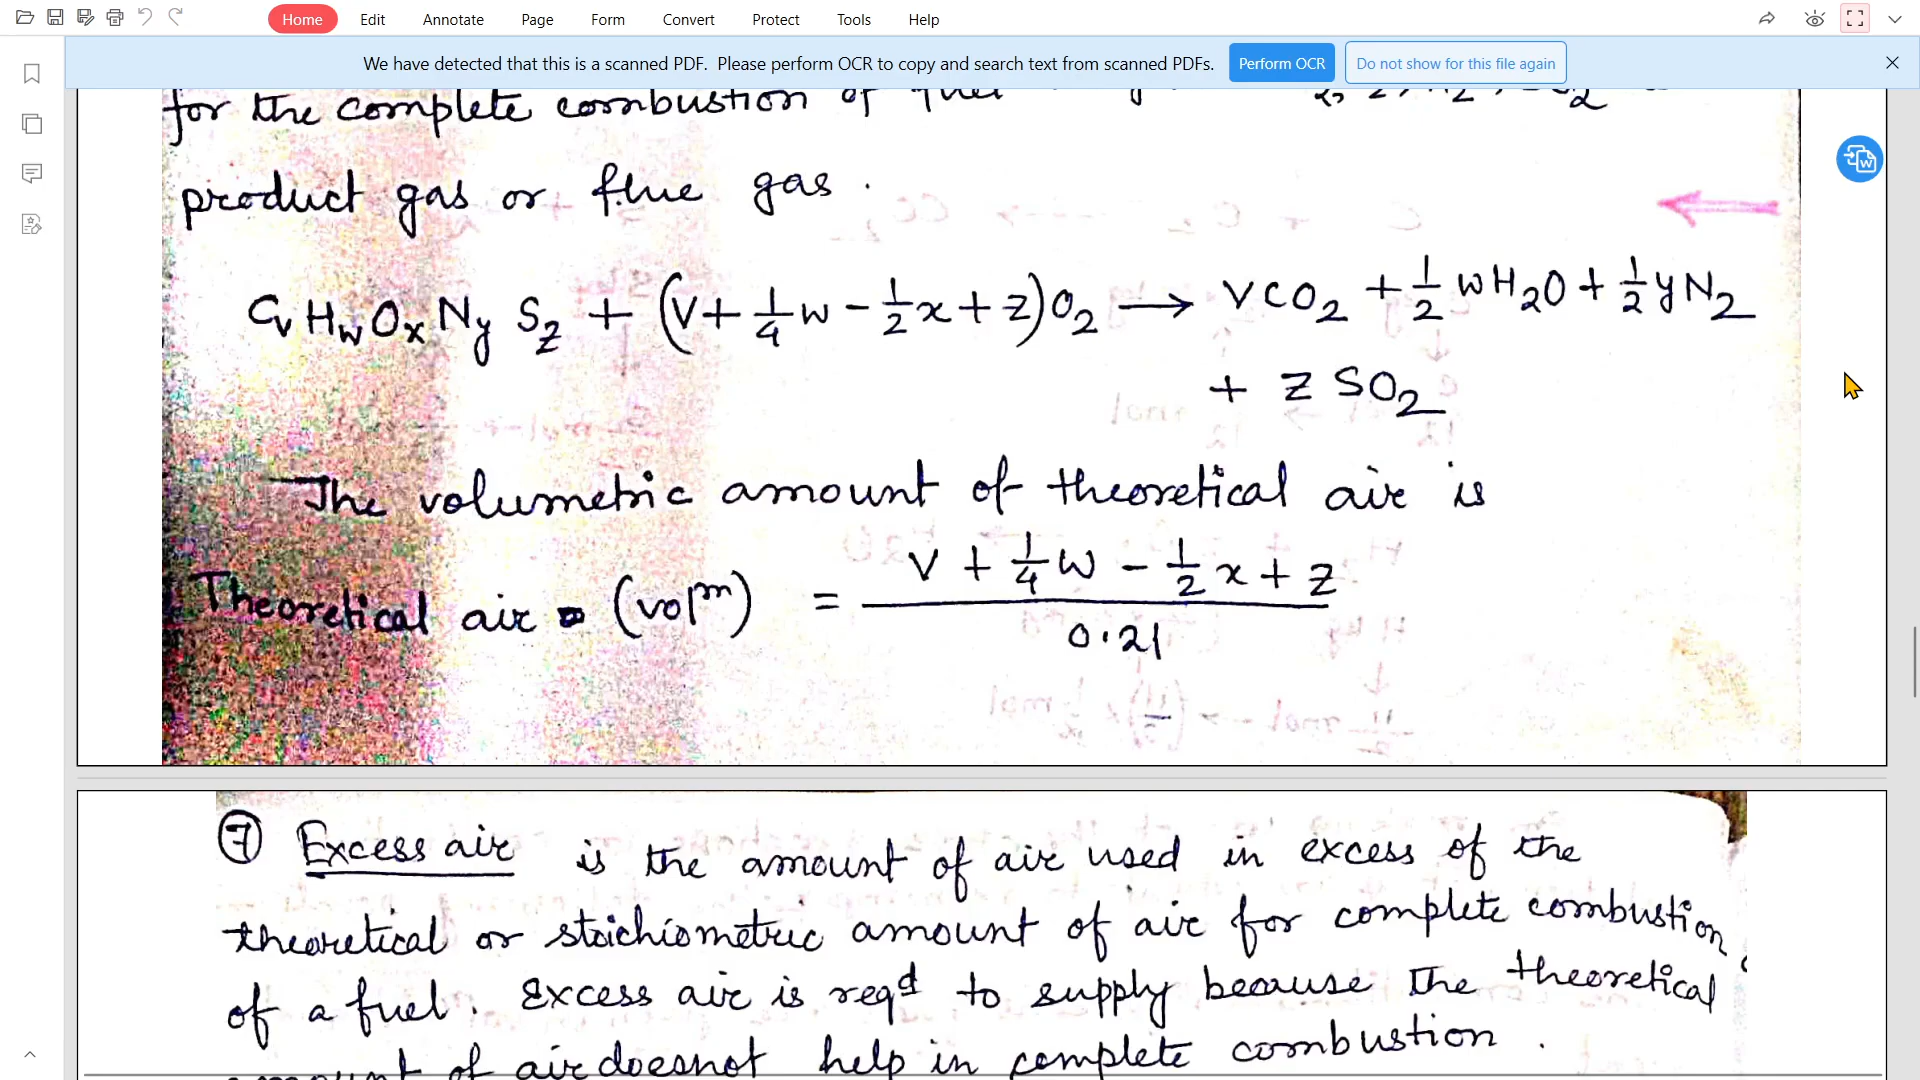 Home Edit Annotate Page Form Convert Protect Tools Help
We have detected that this is a scanned PDF. Please perform OCR to copy and search text from scanned PDFs. Perform OCR Do not show for this file again
for the complete combustion of
product gas or flue gas.
CvHwOxNySz + (v + 1/4 w - 1/2 x + z)O2 → VCO2 + 1/2 wH2O + 1/2 yN2
+ z SO2
The volumetric amount of theoretical air is
Theoretical air (volm) = (v + 1/4 w - 1/2 x + z) / 0.21
7 Excess air is the amount of air used in excess of the
theoretical or stoichiometric amount of air for complete combustion
of a fuel. Excess air is reqd to supply because the theoretical
amount of air doesnot help in complete combustion.